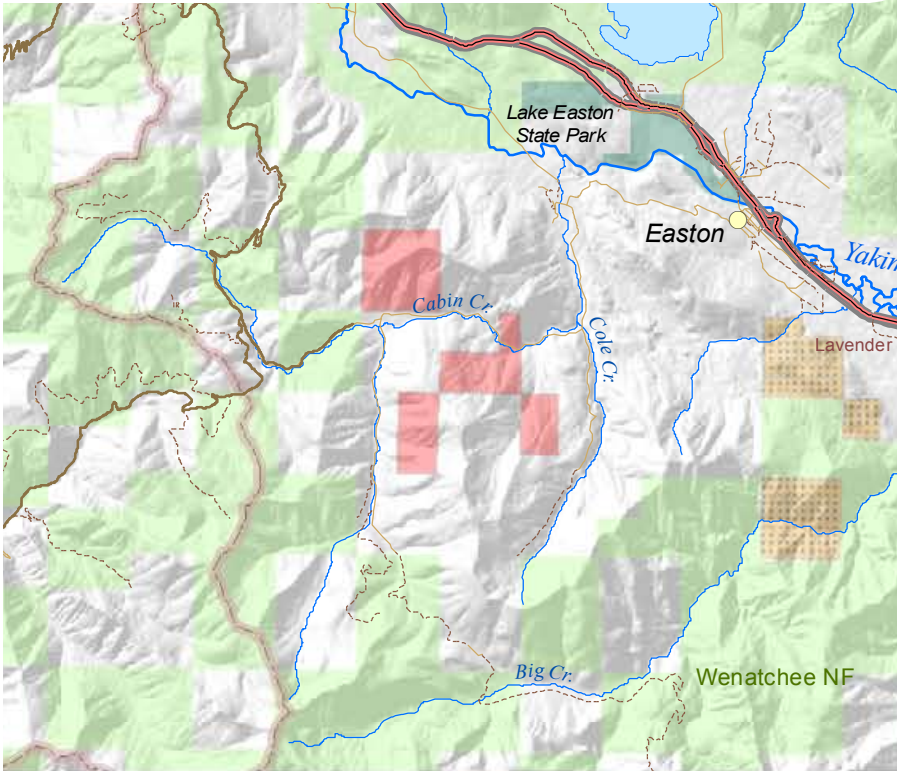 Lake Easton
State Park
Easton
Yakim
Cabin Cr.
Cole Cr.
Lavender
Big Cr.
Wenatchee NF